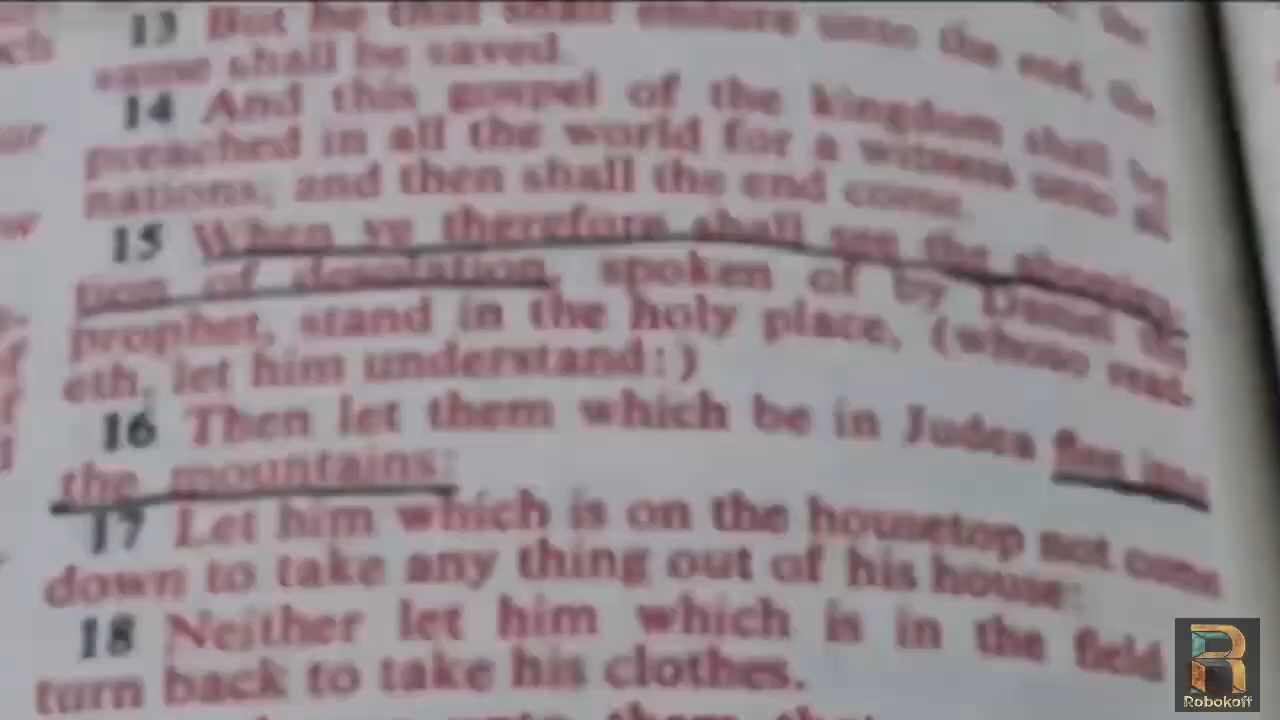 13 But he that shall endure unto the end, the
same shall be saved.
14 And this gospel of the kingdom shall be
preached in all the world for a witness unto all
nations; and then shall the end come.
15 When ye therefore shall see the abomina-
tion of desolation, spoken of by Daniel the
prophet, stand in the holy place, (whoso read-
eth, let him understand:)
16 Then let them which be in Judea flee into
the mountains:
17 Let him which is on the housetop not come
down to take any thing out of his house:
18 Neither let him which is in the field
turn back to take his clothes.
unto them that
Robokoff